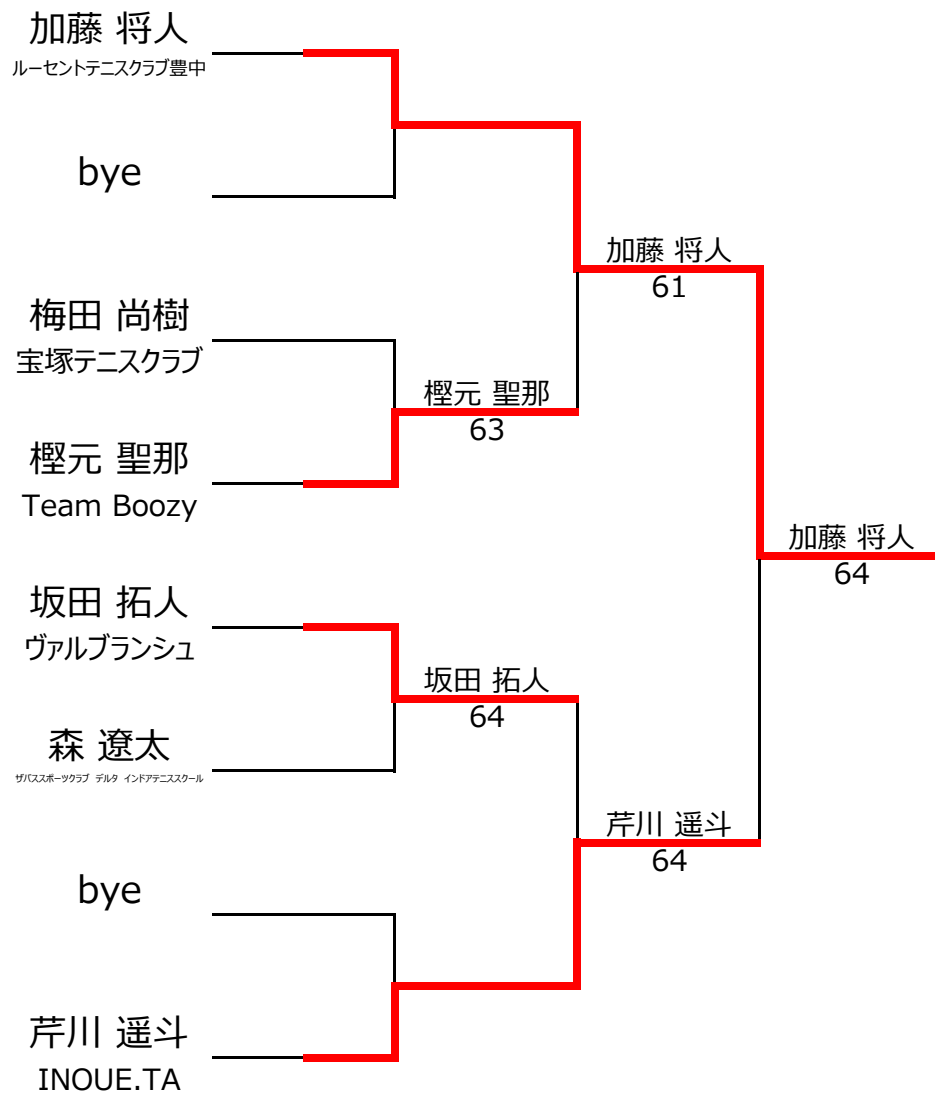 加藤 将人
ルーセントテニスクラブ豊中
bye
加藤 将人
61
梅田 尚樹
宝塚テニスクラブ
樫元 聖那
63
樫元 聖那
Team Boozy
加藤 将人
64
坂田 拓人
ヴァルブランシュ
坂田 拓人
64
森 遼太
ザバススポーツクラブ デルタ インドアテニススクール
芹川 遥斗
64
bye
芹川 遥斗
INOUE.TA